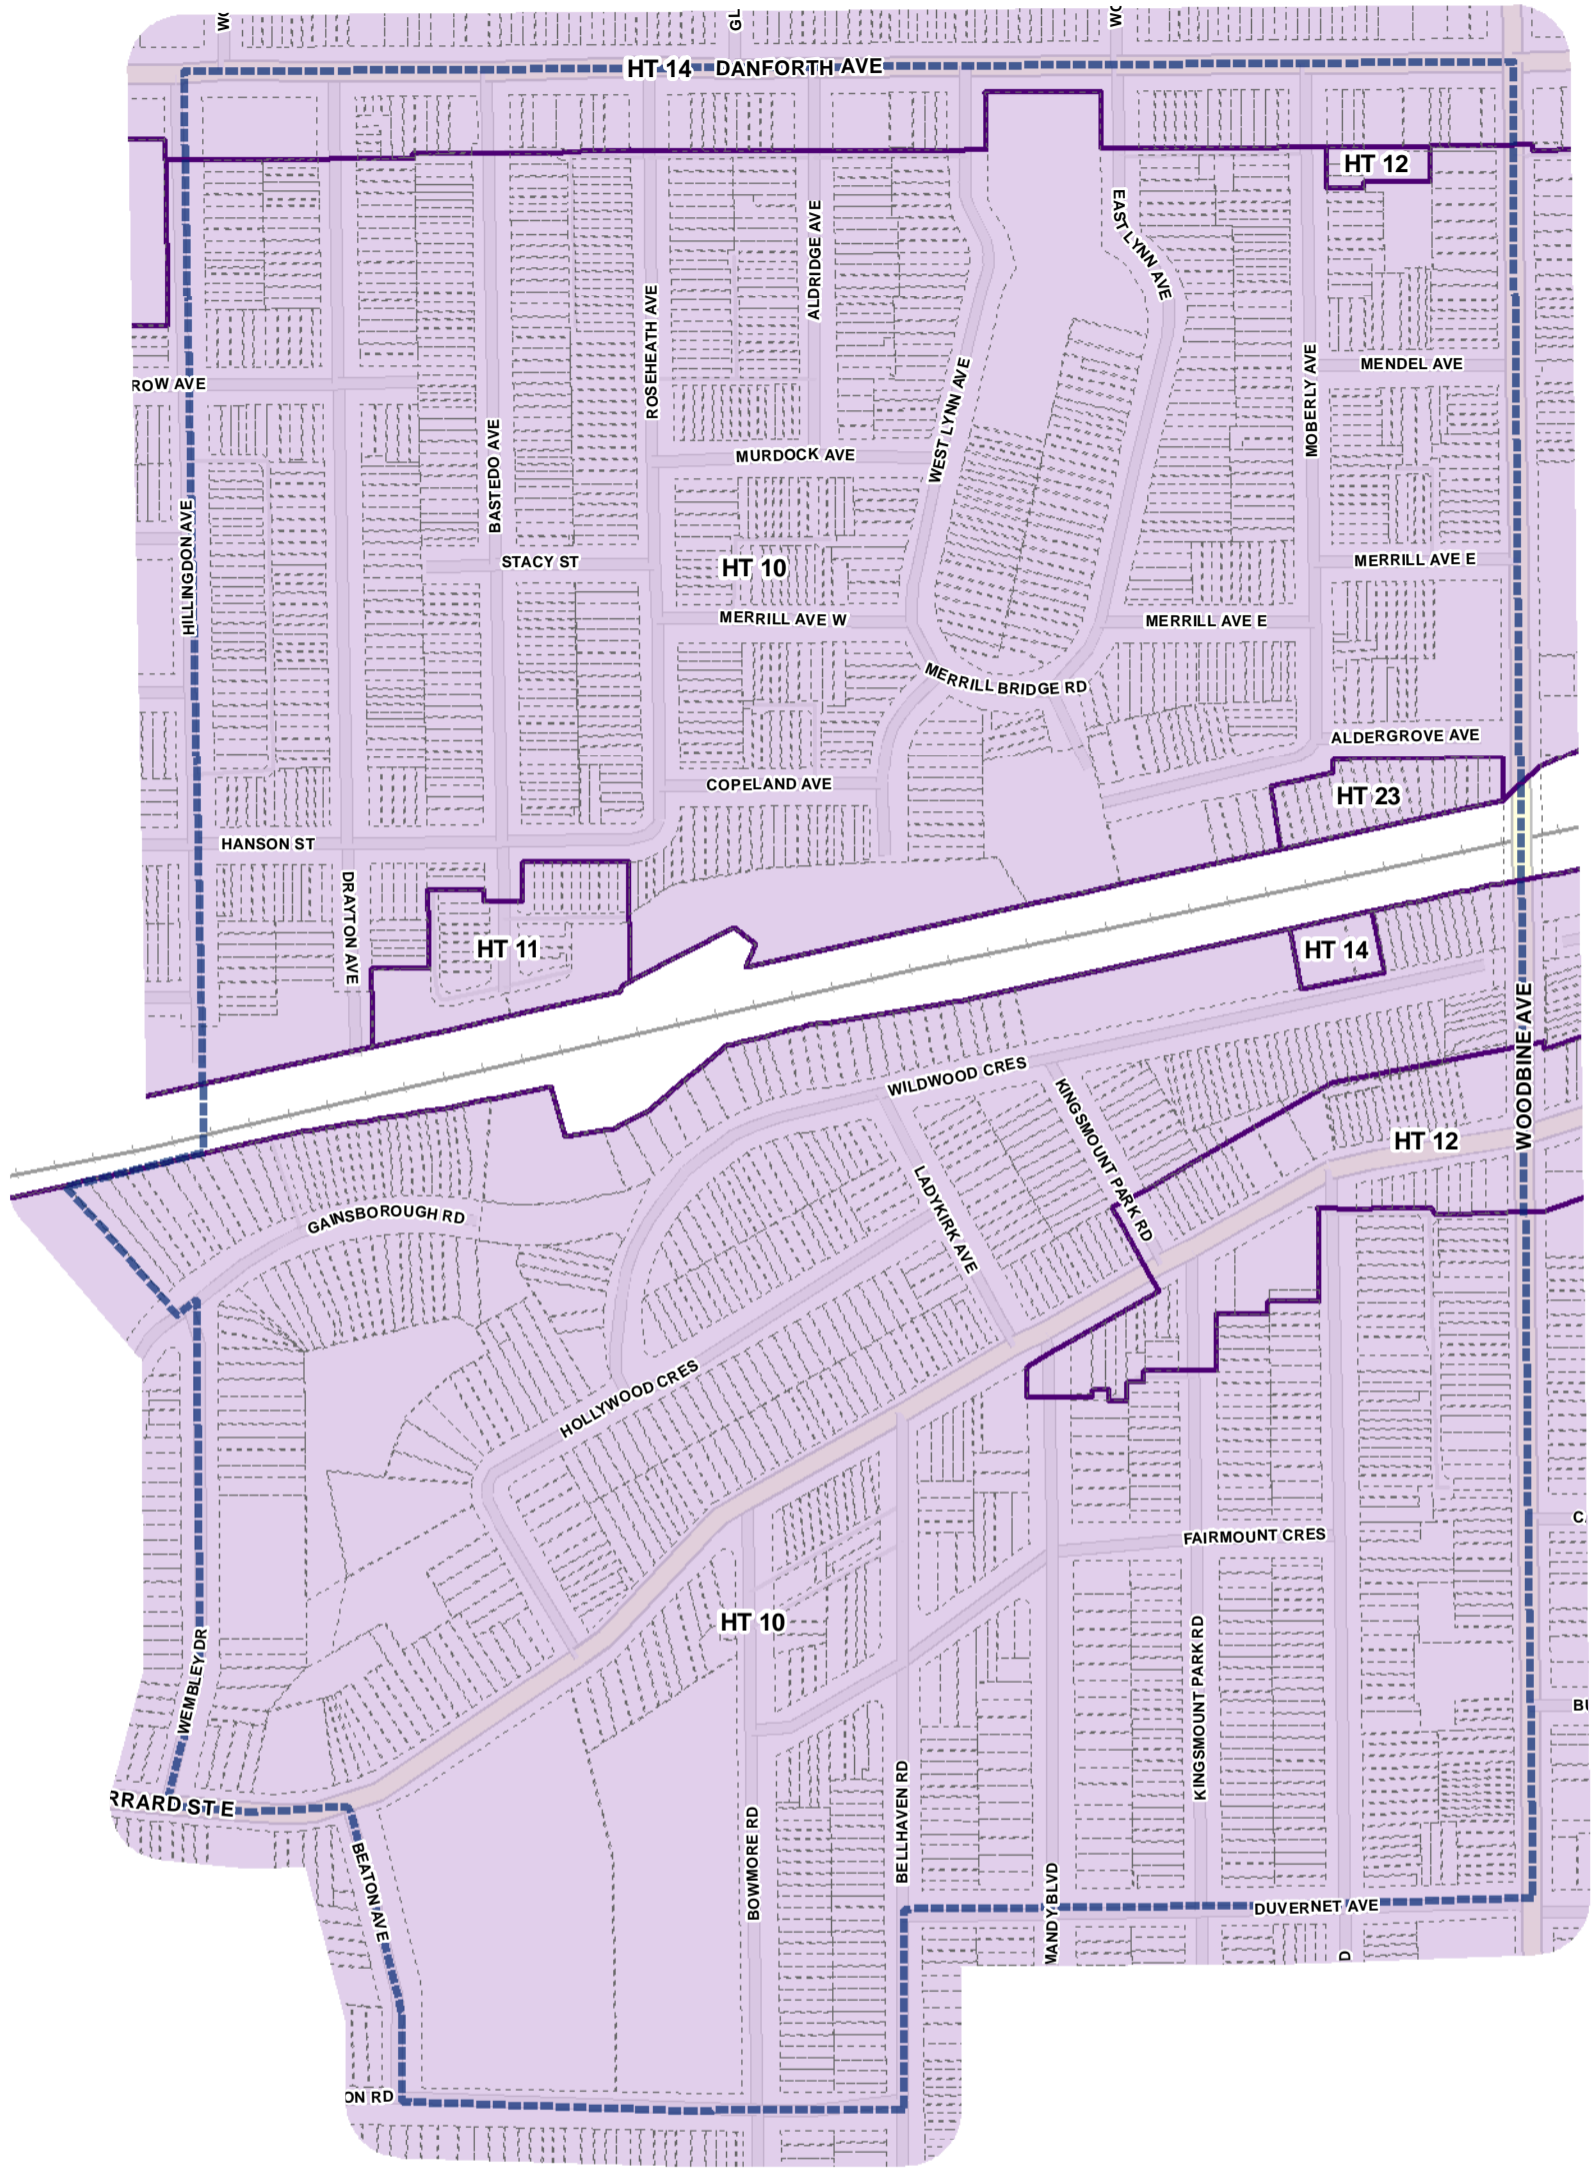 WO
GL
WO
HT 14
DANFORTH AVE
HT 12
EAST LYNN AVE
ALDRIDGE AVE
ROSEHEATH AVE
WEST LYNN AVE
MOBERLY AVE
MENDEL AVE
ROW AVE
BASTEDO AVE
MURDOCK AVE
HILLINGDON AVE
STACY ST
HT 10
MERRILL AVE E
MERRILL AVE W
MERRILL AVE E
MERRILL BRIDGE RD
ALDERGROVE AVE
COPELAND AVE
HT 23
HANSON ST
DRAYTON AVE
HT 11
HT 14
WOODBINE AVE
WILDWOOD CRES
KINGSMOUNT PARK RD
HT 12
LADYKIRK AVE
GAINSBOROUGH RD
HOLLYWOOD CRES
FAIRMOUNT CRES
HT 10
WEMBLEY DR
KINGSMOUNT PARK RD
BU
RRARD ST E
BELLHAVEN RD
BOWMORE RD
BEATON AVE
MANDY BLVD
DUVERNET AVE
D
ON RD